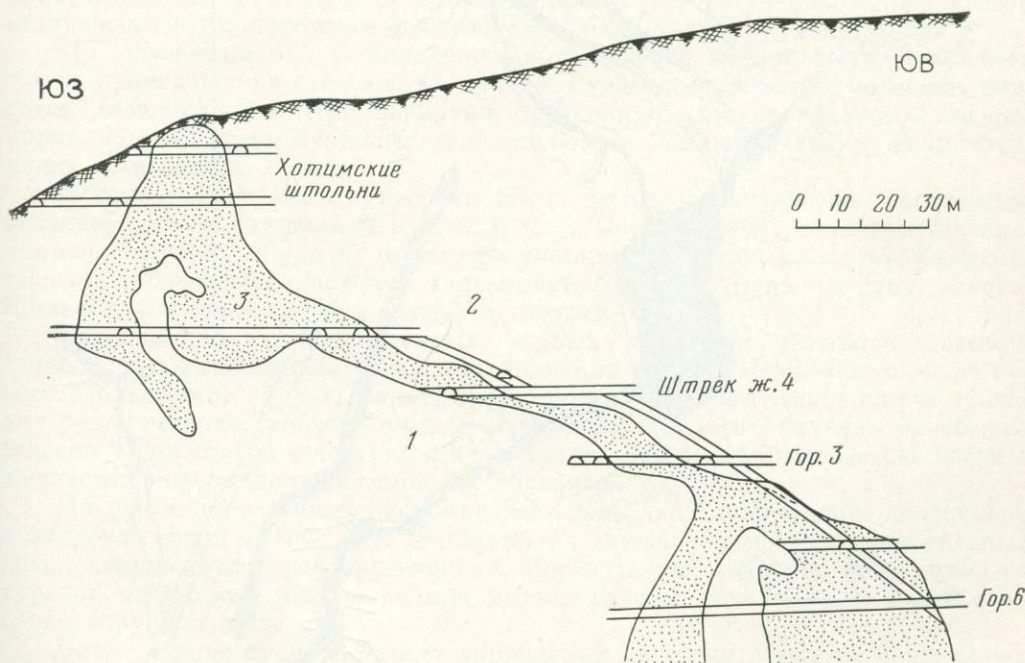 ЮЗ
ЮВ
Хотимские
штольни
0 10 20 30м
3
2
Штрек ж.4
1
Гор. 3
Гор.6